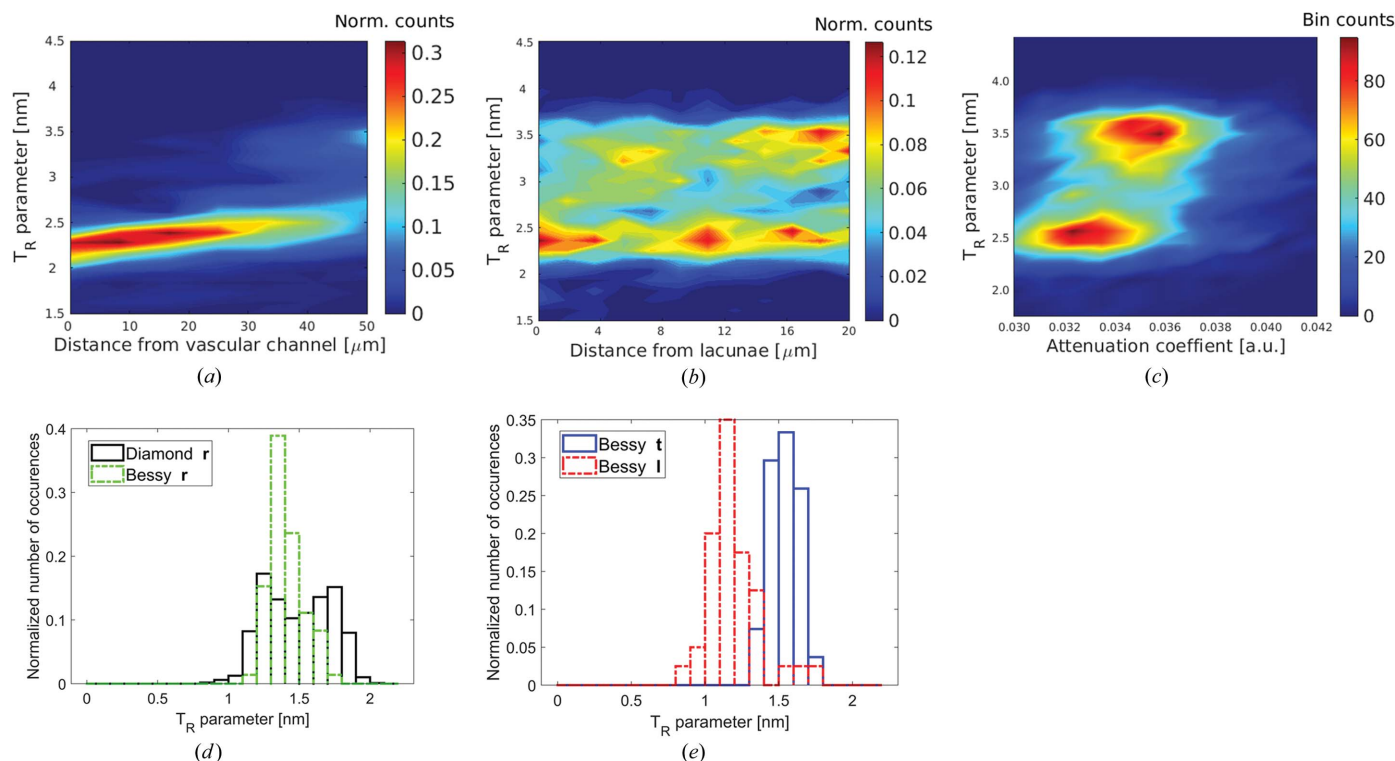 Norm. counts
4.5
4
3.5
3
2.5
2
1.5
T_R parameter [nm]
0 10 20 30 40 50
Distance from vascular channel [μm]
0.3
0.25
0.2
0.15
0.1
0.05
0
(a)
Norm. counts
4.5
4
3.5
3
2.5
2
1.5
T_R parameter [nm]
0 4 8 12 16 20
Distance from lacunae [μm]
0.12
0.1
0.08
0.06
0.04
0.02
0
(b)
Bin counts
4.0
3.5
3.0
2.5
2.0
T_R parameter [nm]
0.030 0.032 0.034 0.036 0.038 0.040 0.042
Attenuation coeffient [a.u.]
80
60
40
20
0
(c)
0.4
0.3
0.2
0.1
0
Normalized number of occurences
Diamond r
Bessy r
0 0.5 1 1.5 2
T_R parameter [nm]
(d)
0.35
0.3
0.25
0.2
0.15
0.1
0.05
0
Normalized number of occurences
Bessy t
Bessy l
0 0.5 1 1.5 2
T_R parameter [nm]
(e)